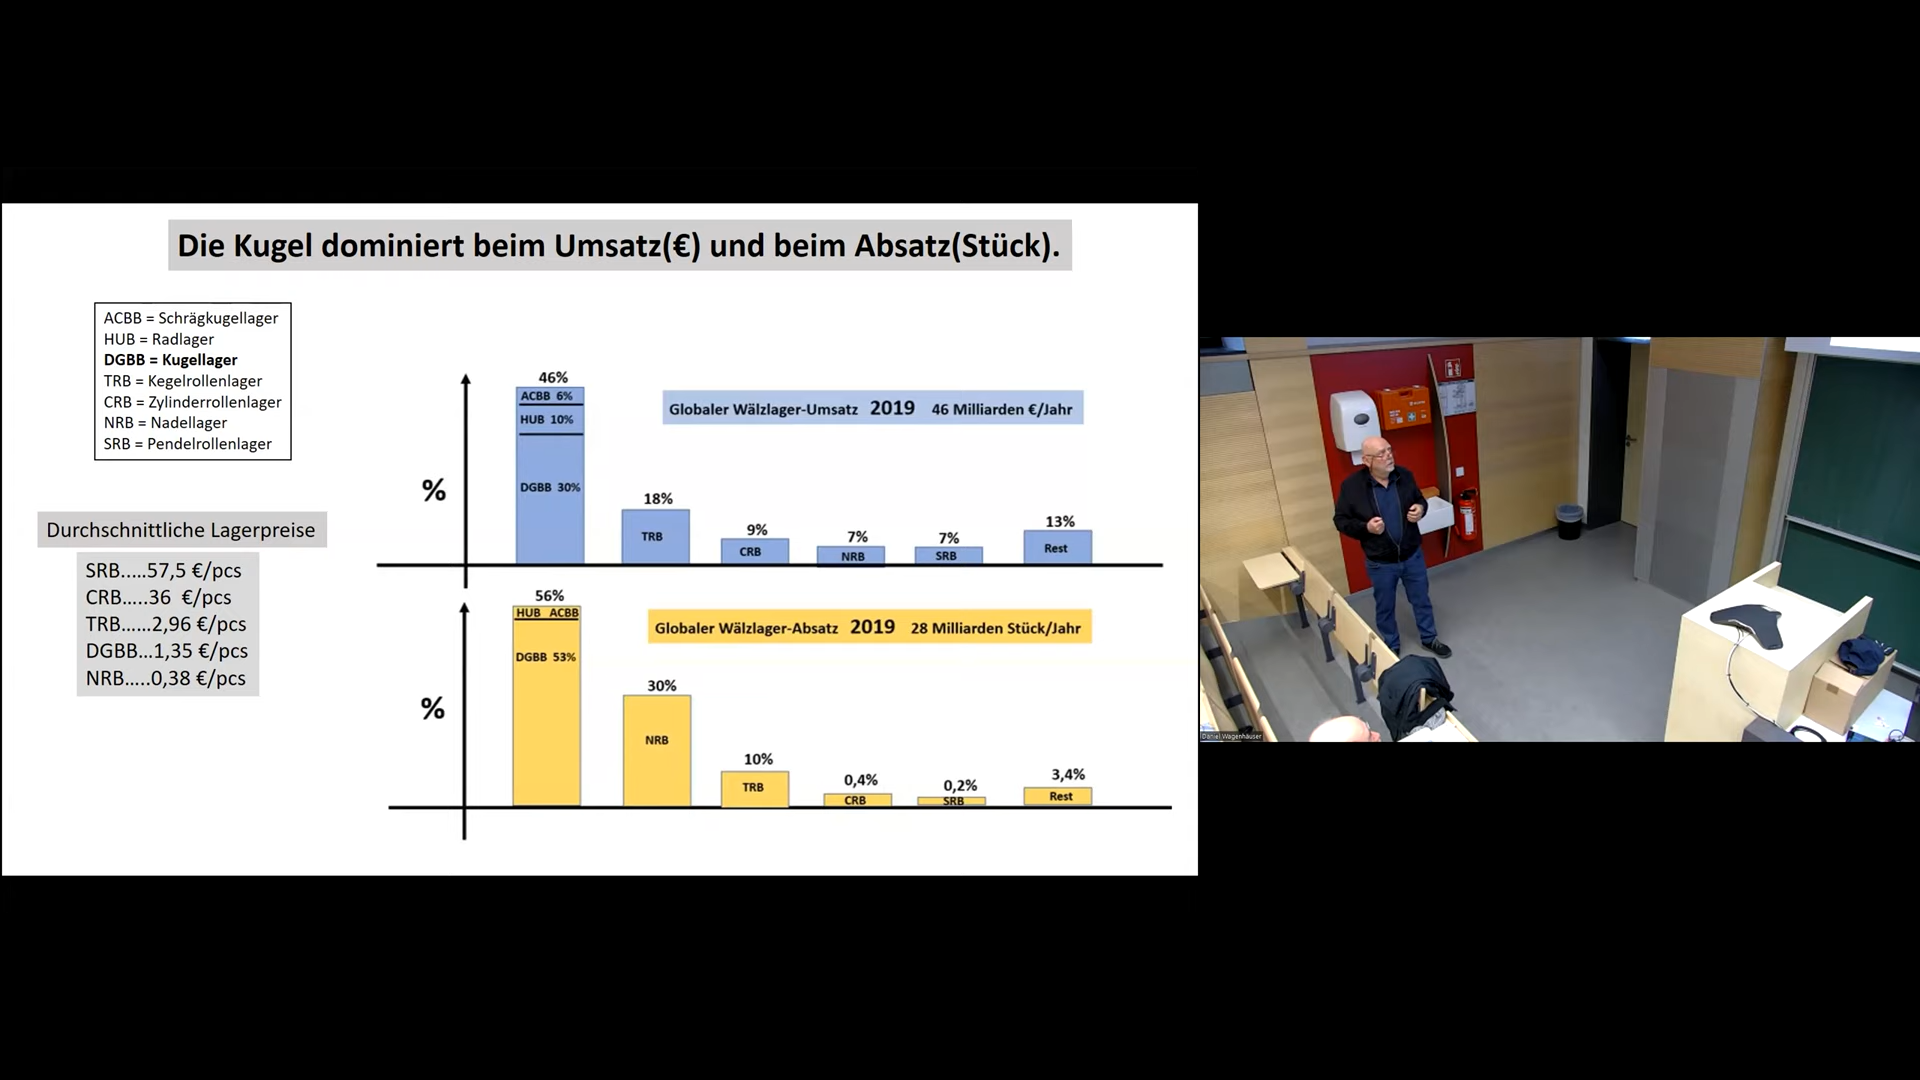 Die Kugel dominiert beim Umsatz(€) und beim Absatz(Stück).
ACBB = Schrägkugellager
HUB = Radlager
DGBB = Kugellager
TRB = Kegelrollenlager
CRB = Zylinderrollenlager
NRB = Nadellager
SRB = Pendelrollenlager
Durchschnittliche Lagerpreise
SRB.....57,5 €/pcs
CRB.....36 €/pcs
TRB......2,96 €/pcs
DGBB...1,35 €/pcs
NRB.....0,38 €/pcs
Globaler Wälzlager-Umsatz 2019 46 Milliarden €/Jahr
%
46%
ACBB 6%
HUB 10%
DGBB 30%
18%
TRB
9%
CRB
7%
NRB
7%
SRB
13%
Rest
Globaler Wälzlager-Absatz 2019 28 Milliarden Stück/Jahr
%
56%
HUB ACBB
DGBB 53%
30%
NRB
10%
TRB
0,4%
CRB
0,2%
SRB
3,4%
Rest
Daniel Wagenhäuser